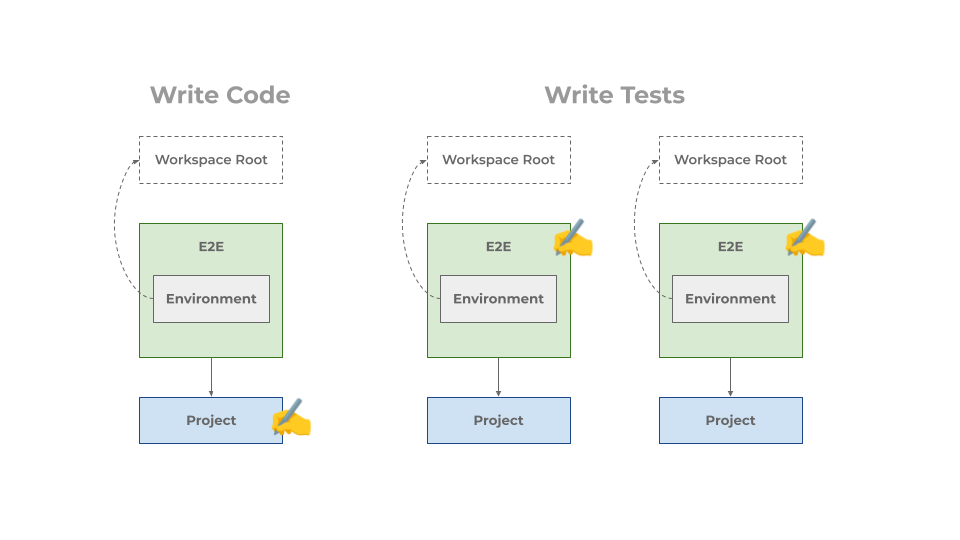 Write Code
Write Tests
Workspace Root
Workspace Root
Workspace Root
E2E
E2E
E2E
Environment
Environment
Environment
Project
Project
Project